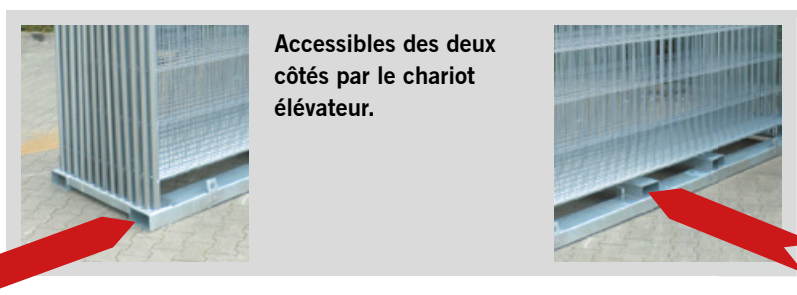 Accessibles des deux
côtés par le chariot
élévateur.